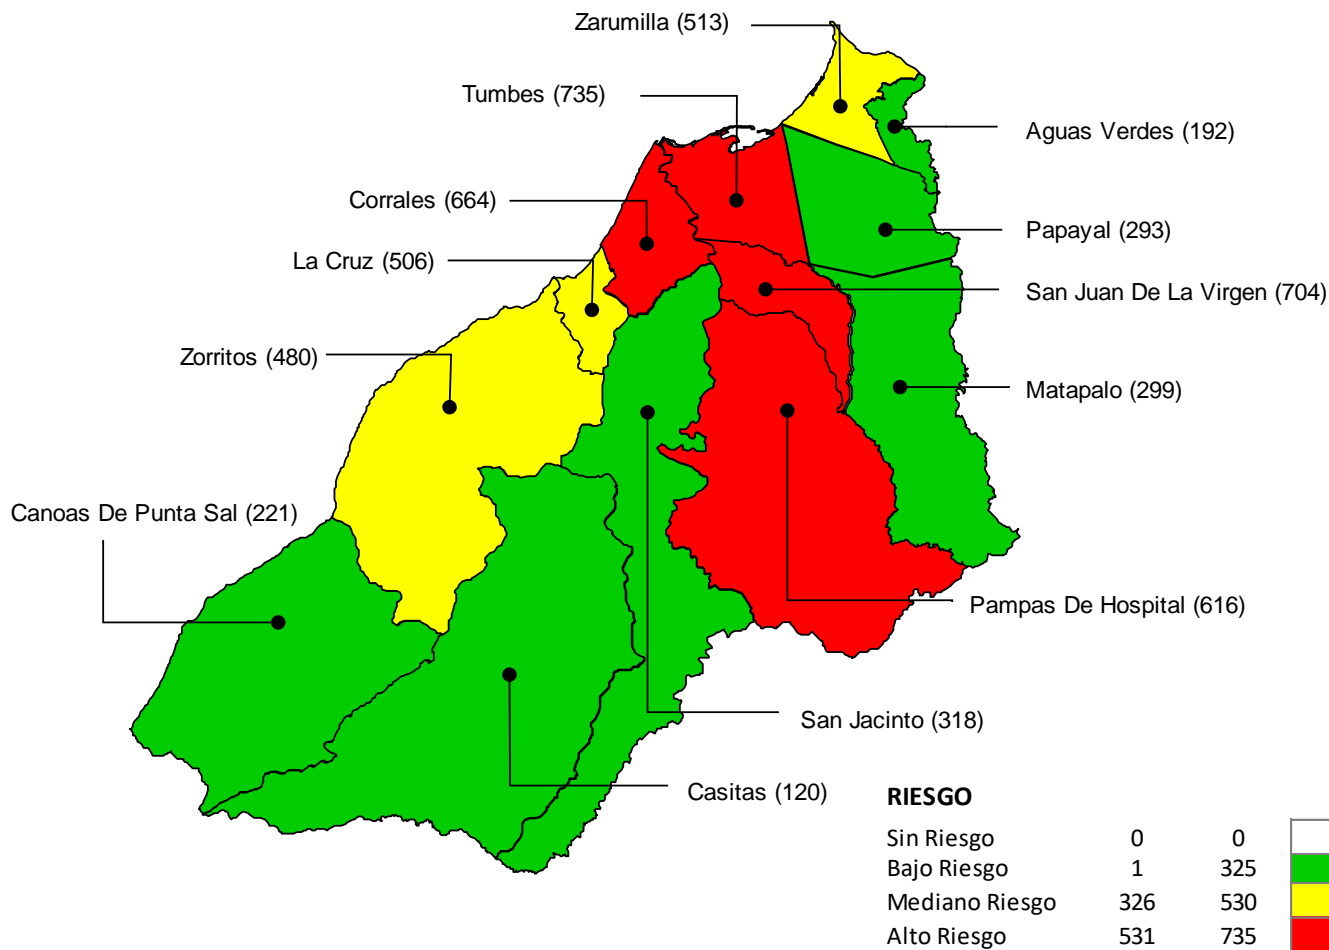 Zarumilla (513)
Tumbes (735)
Aguas Verdes (192)
Corrales (664)
Papayal (293)
La Cruz (506)
San Juan De La Virgen (704)
Zorritos (480)
Matapalo (299)
Canoas De Punta Sal (221)
Pampas De Hospital (616)
San Jacinto (318)
Casitas (120)
RIESGO
Sin Riesgo 0 0
Bajo Riesgo 1 325
Mediano Riesgo 326 530
Alto Riesgo 531 735